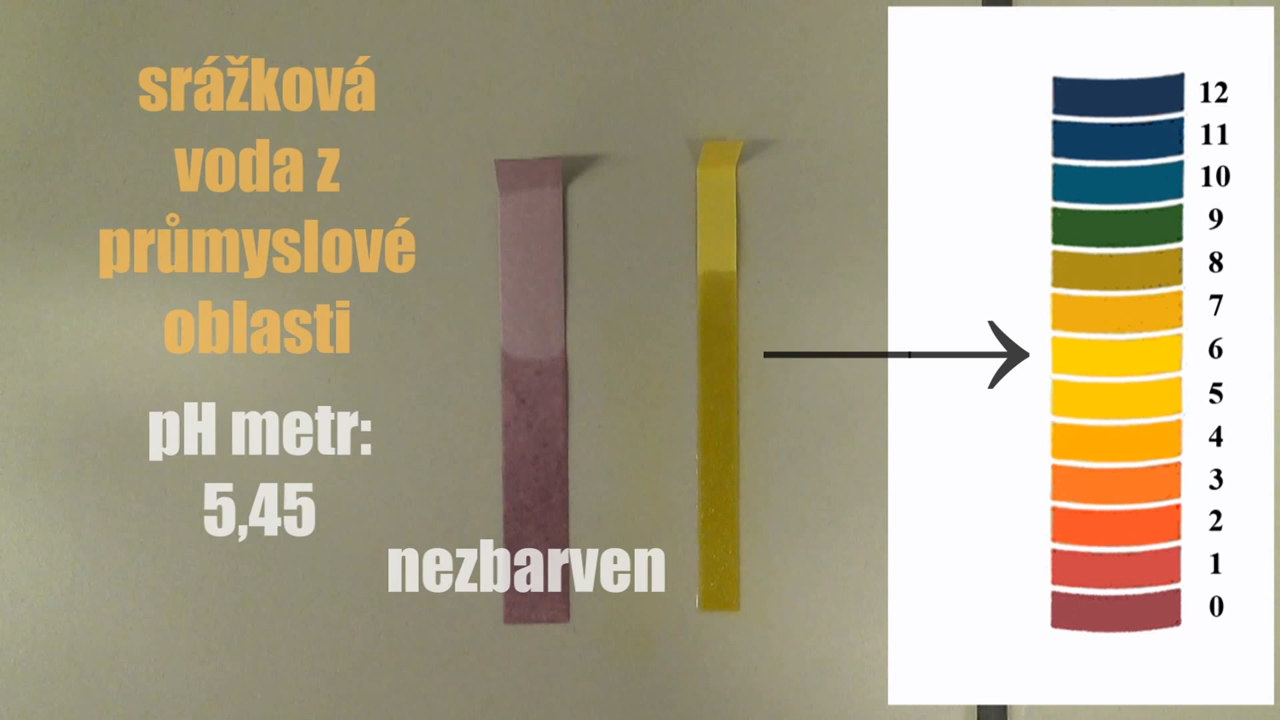 srážková
voda z
průmyslové
oblasti
pH metr:
5,45
nezbarven
12
11
10
9
8
7
6
5
4
3
2
1
0